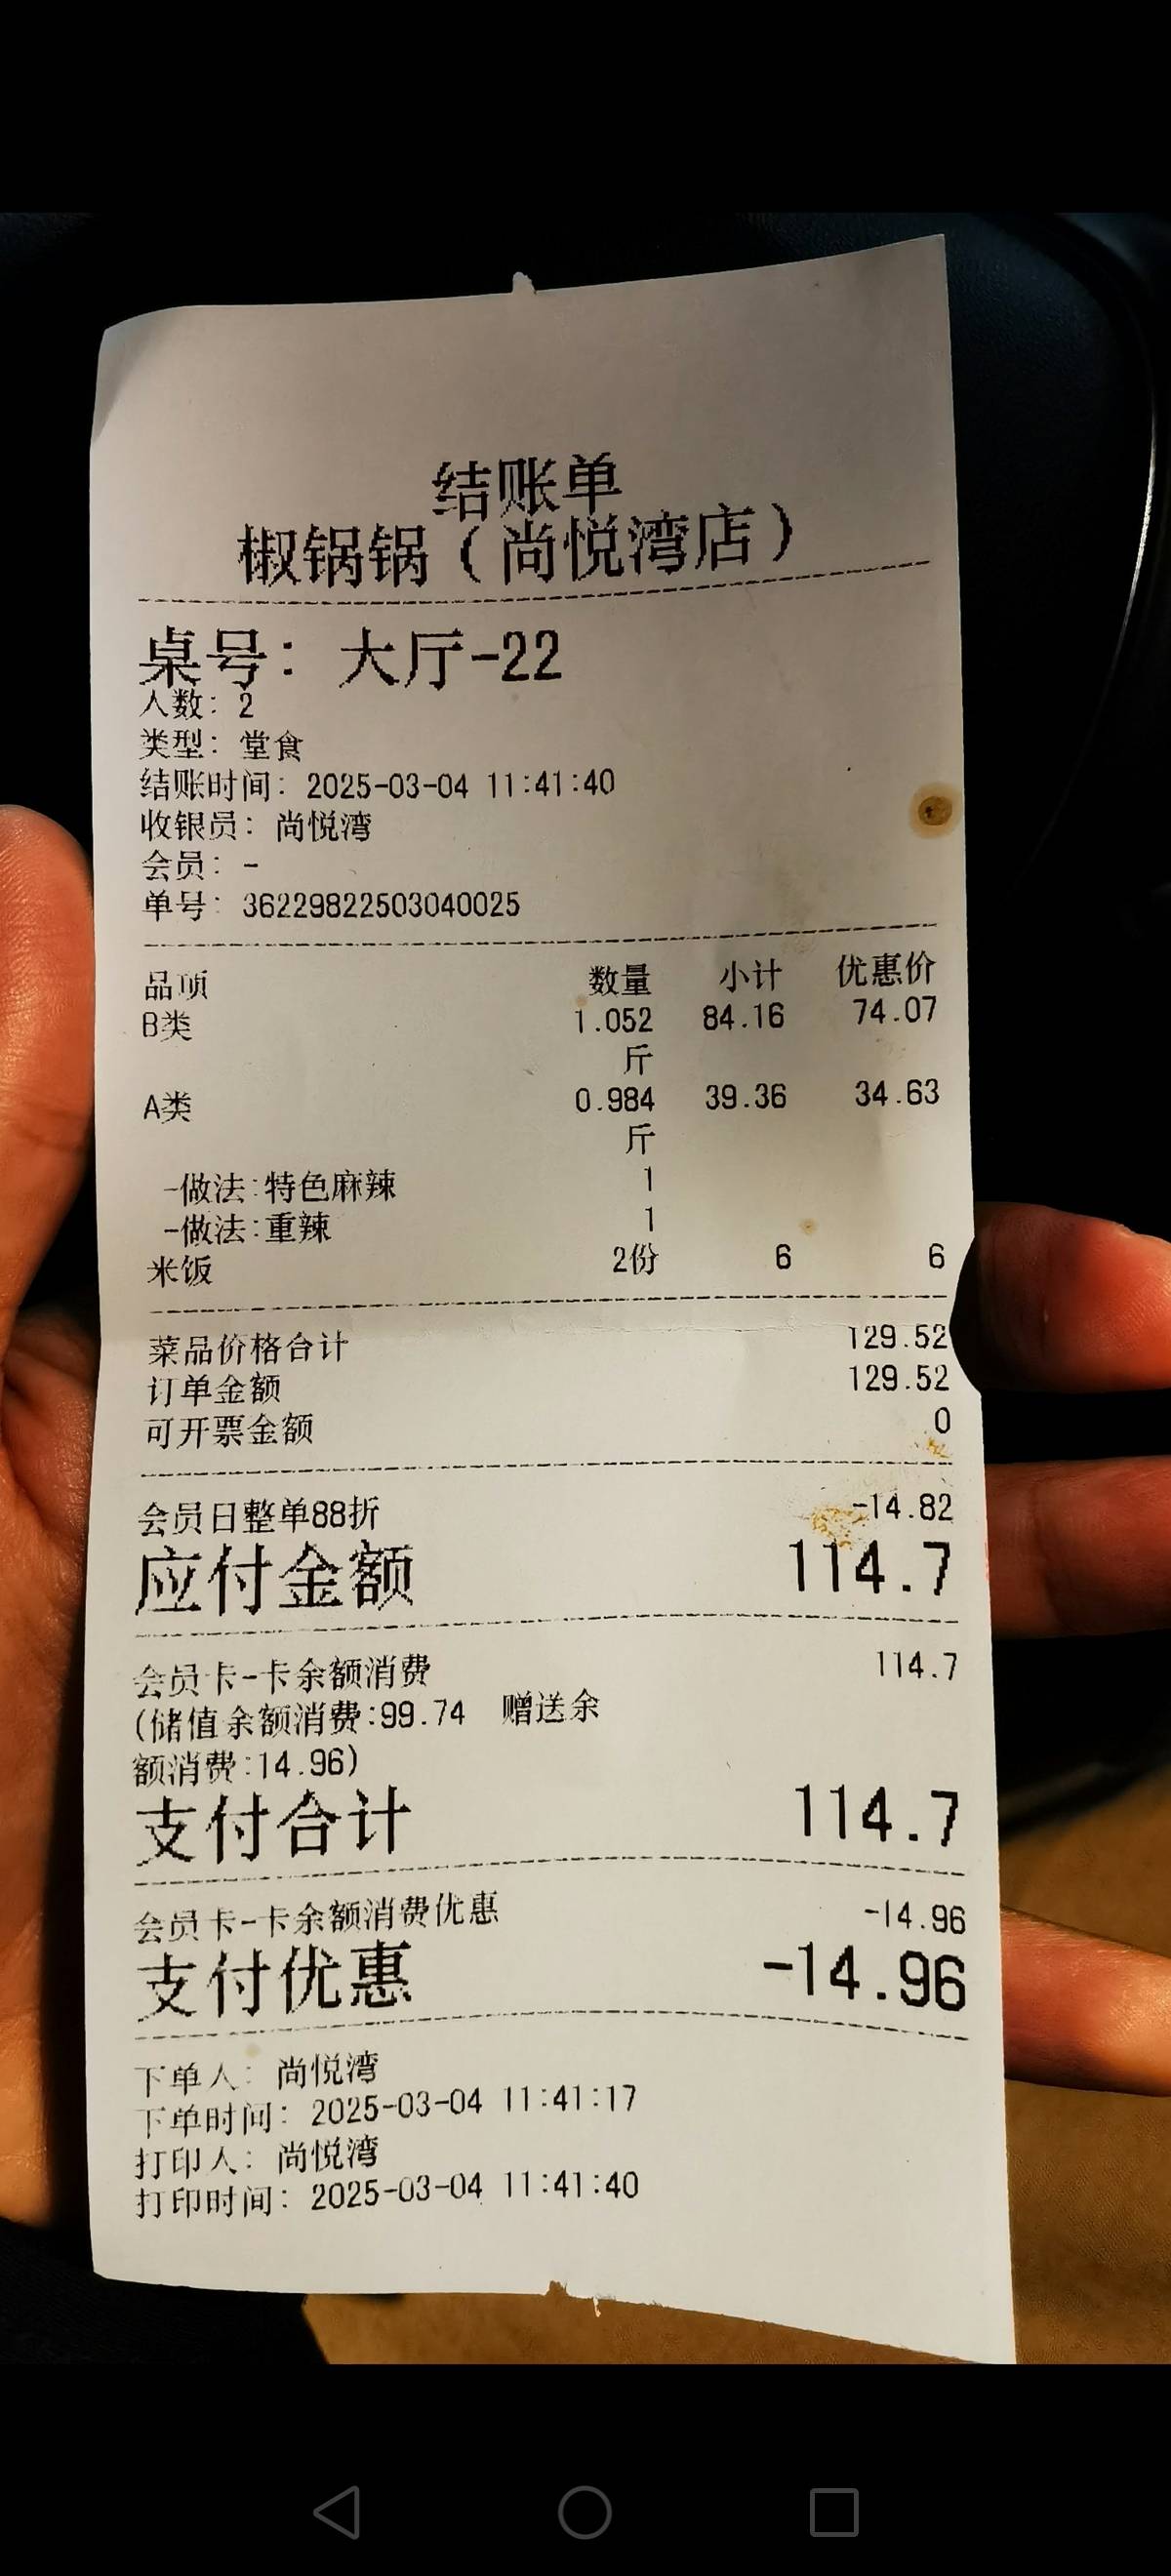 结账单
椒锅锅（尚悦湾店）
桌号：大厅-22
人数：2
类型：堂食
结账时间：2025-03-04 11:41:40
收银员：尚悦湾
会员：-
单号：36229822503040025
品项 数量 小计 优惠价
B类 1.052 84.16 74.07
斤
A类 0.984 39.36 34.63
斤
-做法:特色麻辣 1
-做法:重辣 1
米饭 2份 6 6
菜品价格合计 129.52
订单金额 129.52
可开票金额 0
会员日整单88折 -14.82
应付金额 114.7
会员卡-卡余额消费 114.7
(储值余额消费:99.74 赠送余
额消费:14.96)
支付合计 114.7
会员卡-卡余额消费优惠 -14.96
支付优惠 -14.96
下单人：尚悦湾
下单时间：2025-03-04 11:41:17
打印人：尚悦湾
打印时间：2025-03-04 11:41:40